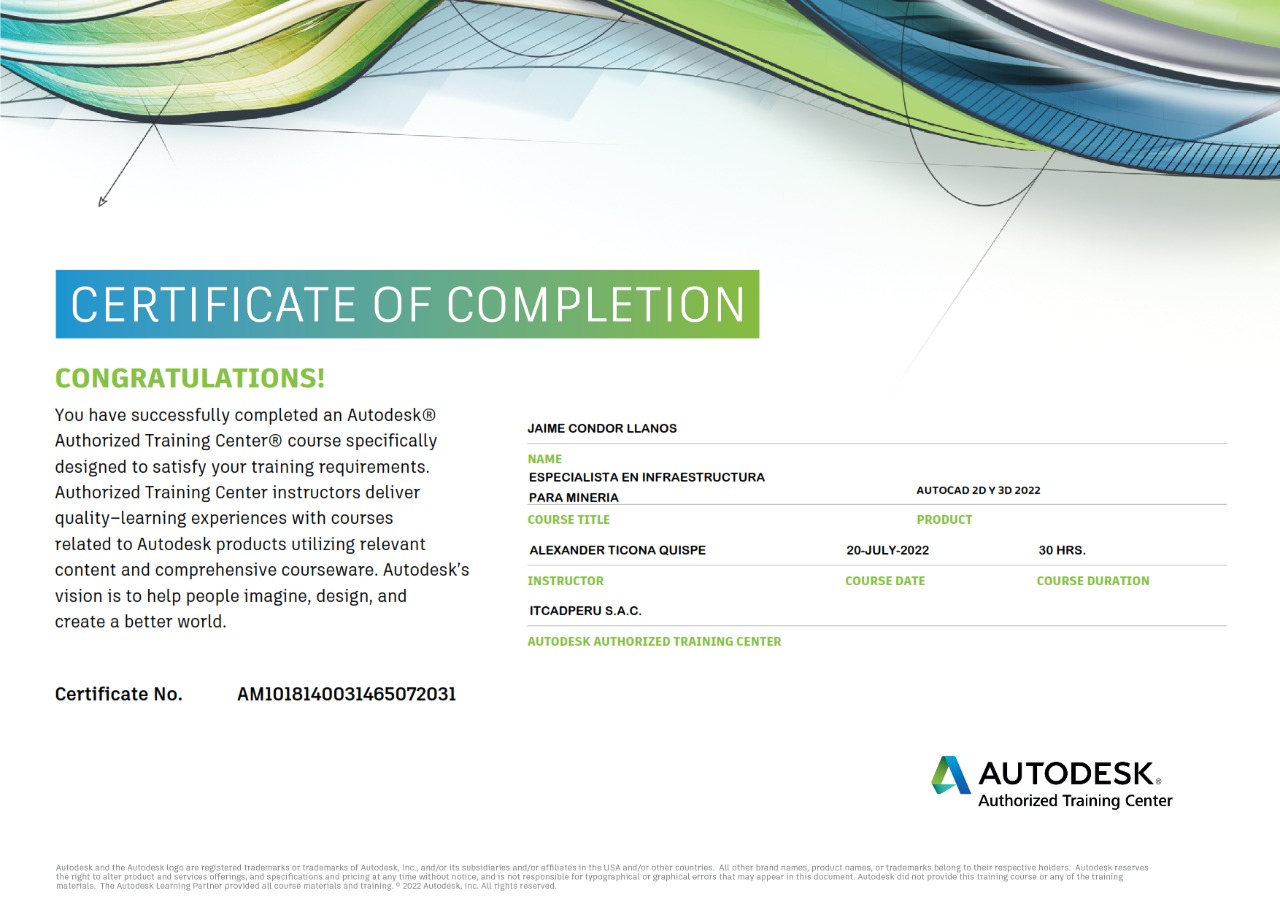 CERTIFICATE OF COMPLETION
CONGRATULATIONS!
You have successfully completed an Autodesk®
Authorized Training Center® course specifically
designed to satisfy your training requirements.
Authorized Training Center instructors deliver
quality–learning experiences with courses
related to Autodesk products utilizing relevant
content and comprehensive courseware. Autodesk's
vision is to help people imagine, design, and
create a better world.
Certificate No. AM1018140031465072031
JAIME CONDOR LLANOS
NAME
ESPECIALISTA EN INFRAESTRUCTURA
PARA MINERIA
AUTOCAD 2D Y 3D 2022
COURSE TITLE PRODUCT
ALEXANDER TICONA QUISPE 20-JULY-2022 30 HRS.
INSTRUCTOR COURSE DATE COURSE DURATION
ITCADPERU S.A.C.
AUTODESK AUTHORIZED TRAINING CENTER
AUTODESK®
Authorized Training Center
Autodesk and the Autodesk logo are registered trademarks or trademarks of Autodesk, Inc., and/or its subsidiaries and/or affiliates in the USA and/or other countries. All other brand names, product names, or trademarks belong to their respective holders. Autodesk reserves
the right to alter product and services offerings, and specifications and pricing at any time without notice, and is not responsible for typographical or graphical errors that may appear in this document. Autodesk did not provide this training course or any of the training
materials. The Autodesk Learning Partner provided all course materials and training. © 2022 Autodesk, Inc. All rights reserved.